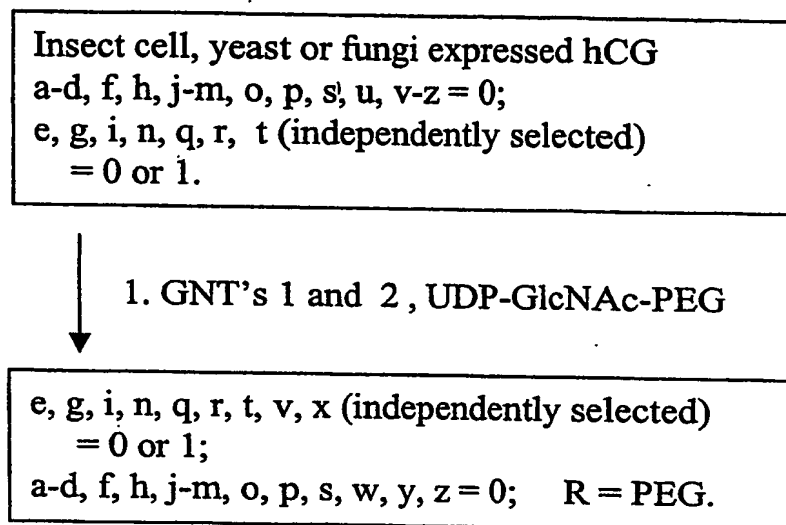 Insect cell, yeast or fungi expressed hCG
a-d, f, h, j-m, o, p, s, u, v-z = 0;
e, g, i, n, q, r, t (independently selected)
= 0 or 1.
1. GNT's 1 and 2, UDP-GlcNAc-PEG
e, g, i, n, q, r, t, v, x (independently selected)
= 0 or 1;
a-d, f, h, j-m, o, p, s, w, y, z = 0; R = PEG.